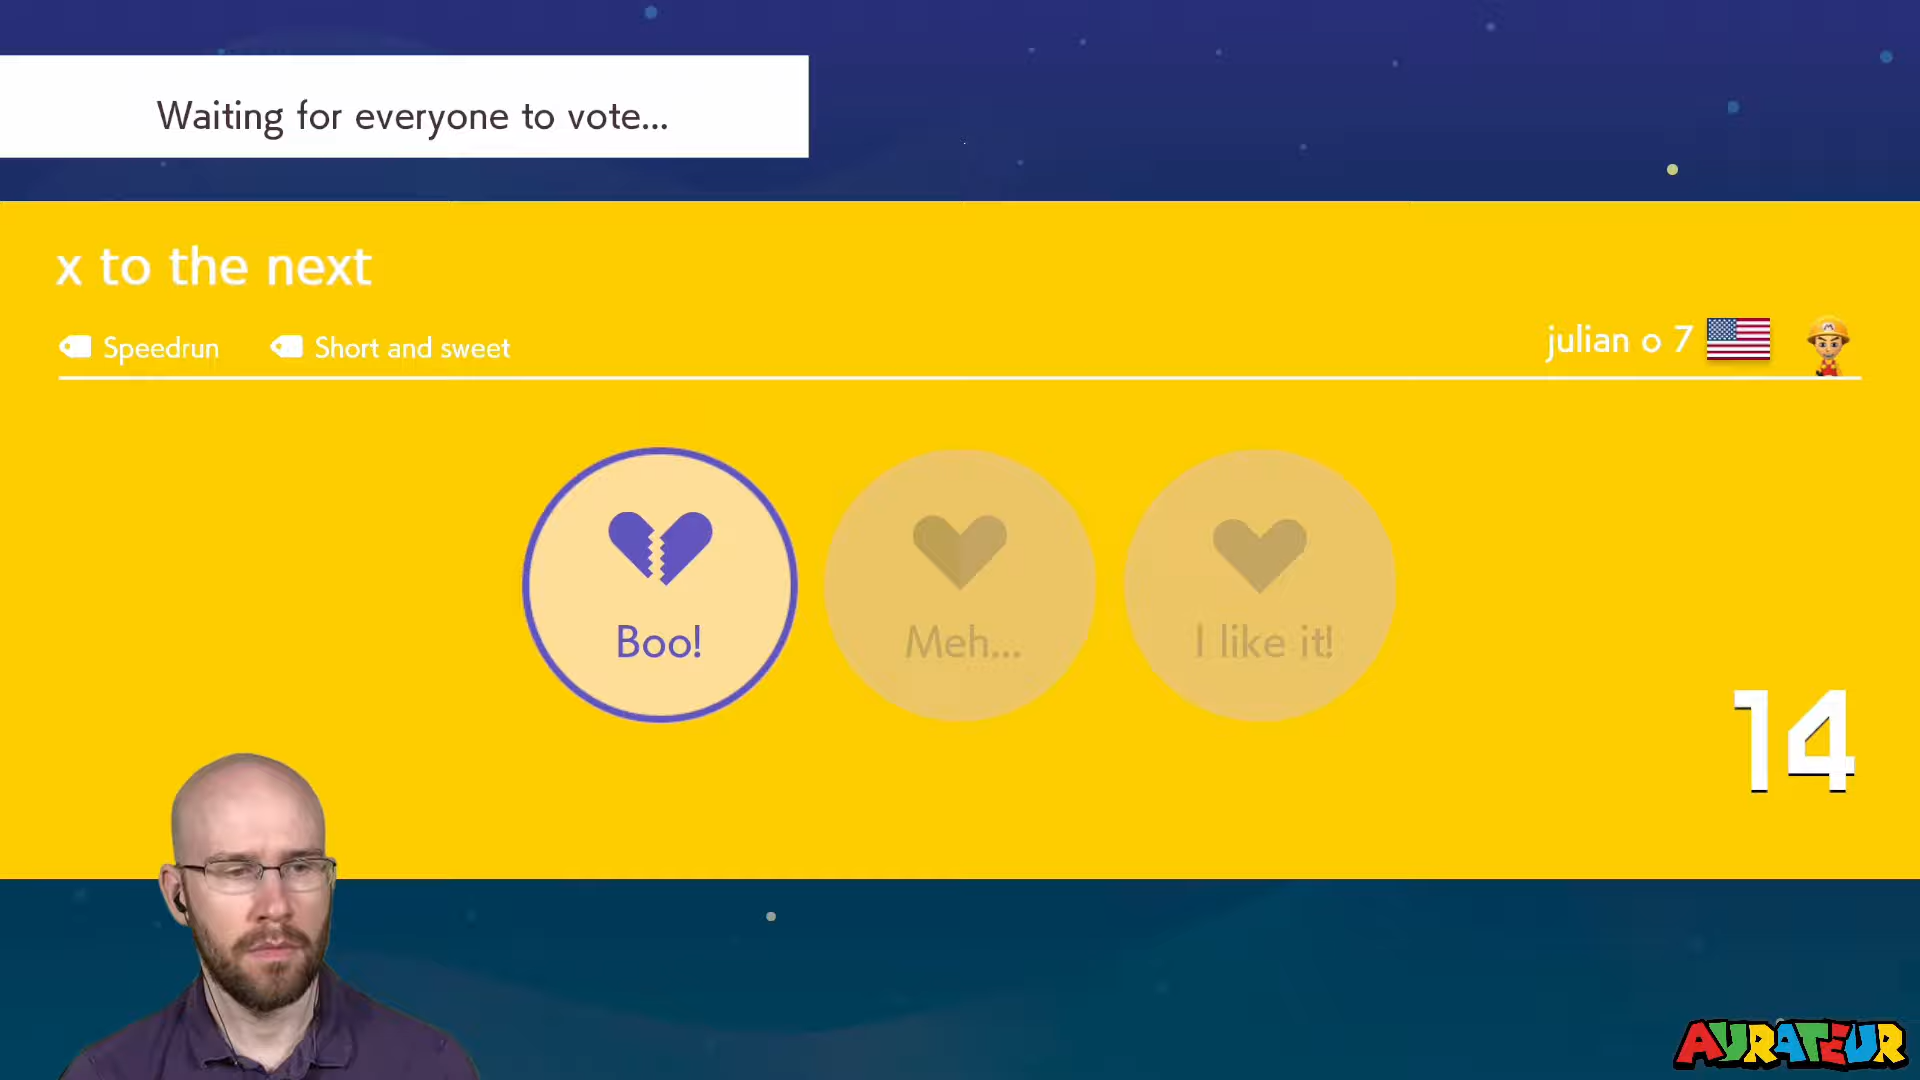 Waiting for everyone to vote...
x to the next
Speedrun Short and sweet
julian o 7
M
Boo! Meh... I like it!
14
AURATEUR